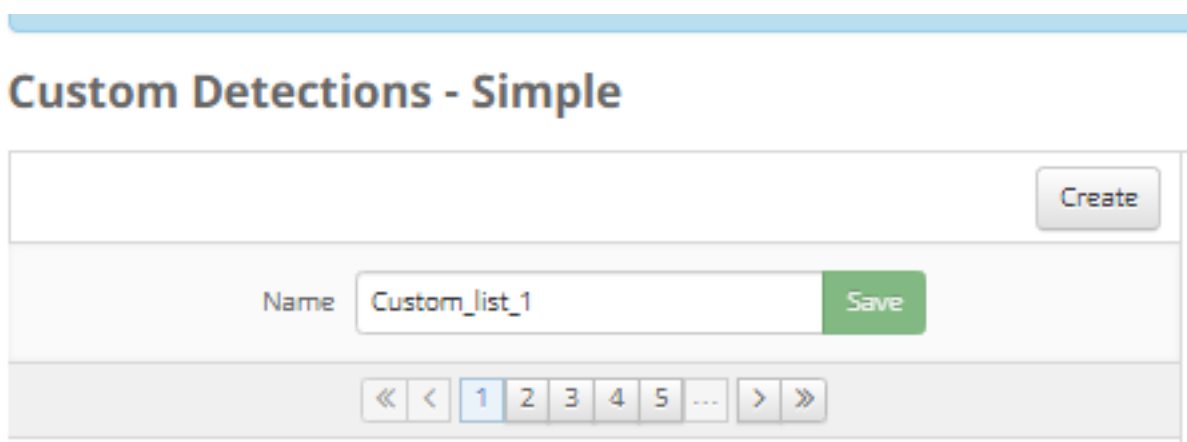 Custom Detections - Simple
Create
Name Custom_list_1 Save
« < 1 2 3 4 5 ... > »